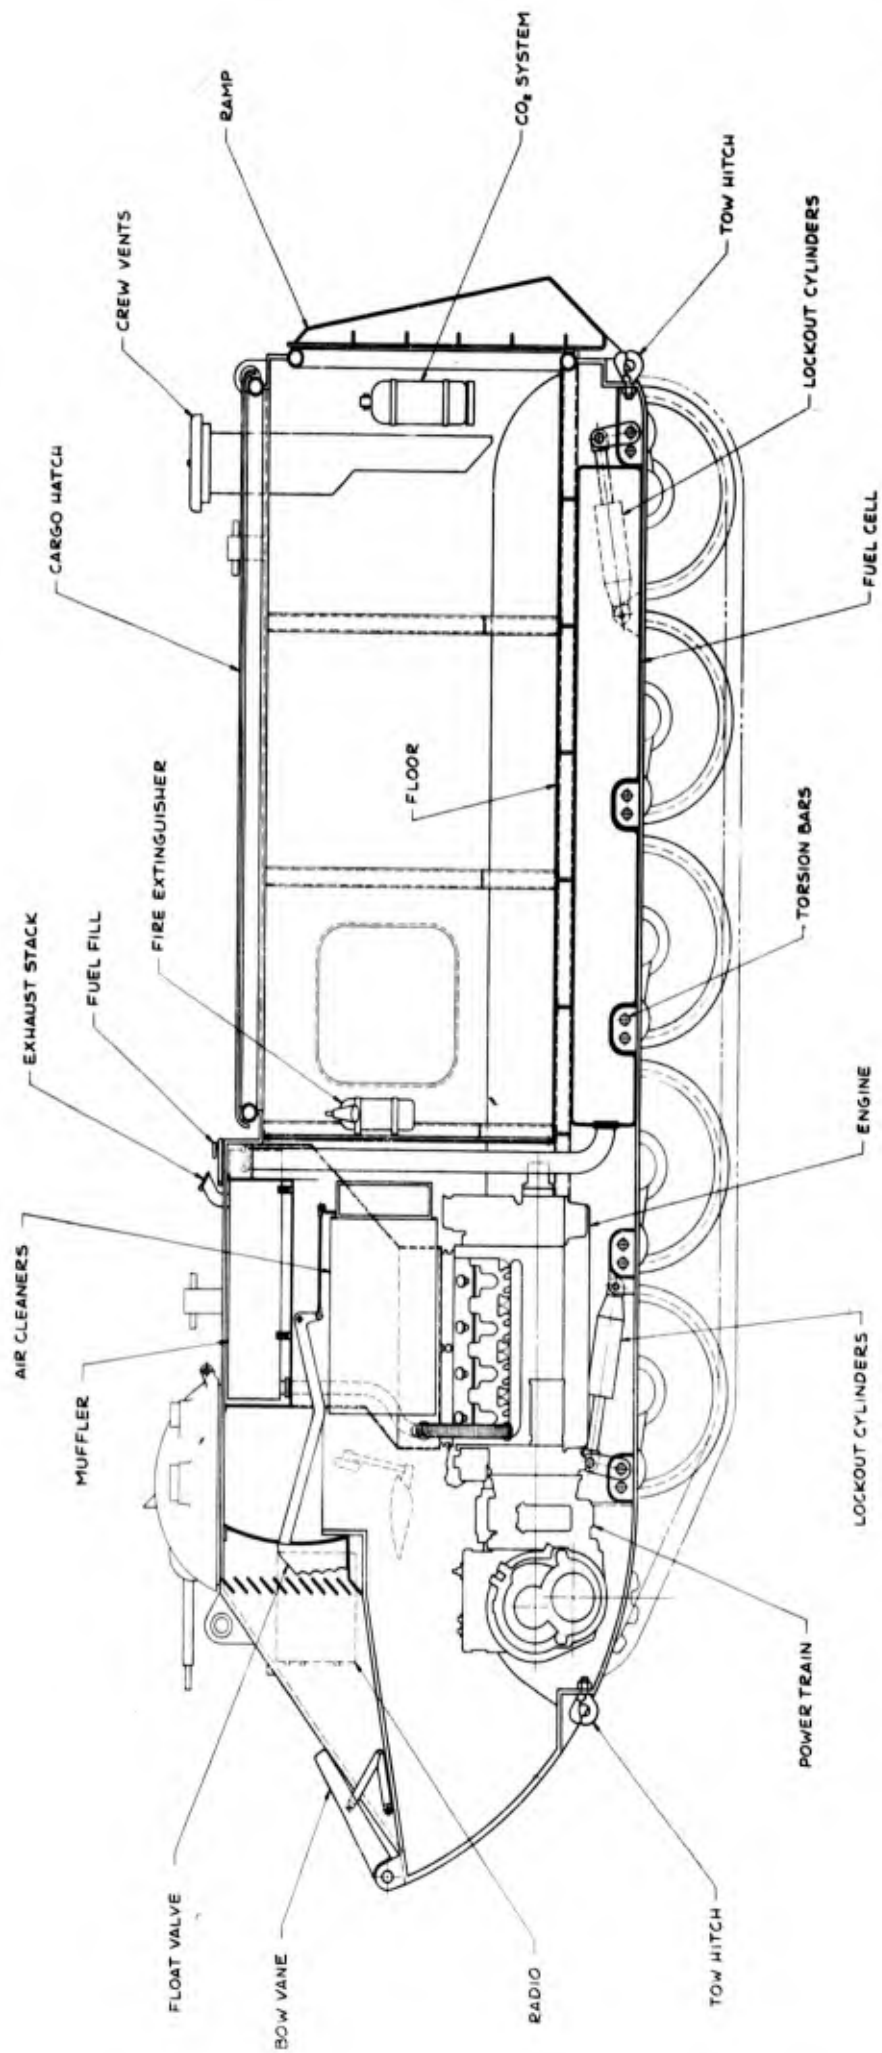 AIR CLEANERS
EXHAUST STACK
FUEL FILL
FIRE EXTINGUISHER
CARGO HATCH
CREW VENTS
RAMP
MUFFLER
FLOAT VALVE
BOW VANE
RADIO
FLOOR
CO₂ SYSTEM
TOW HITCH
POWER TRAIN
LOCKOUT CYLINDERS
ENGINE
TORSION BARS
FUEL CELL
LOCKOUT CYLINDERS
TOW HITCH